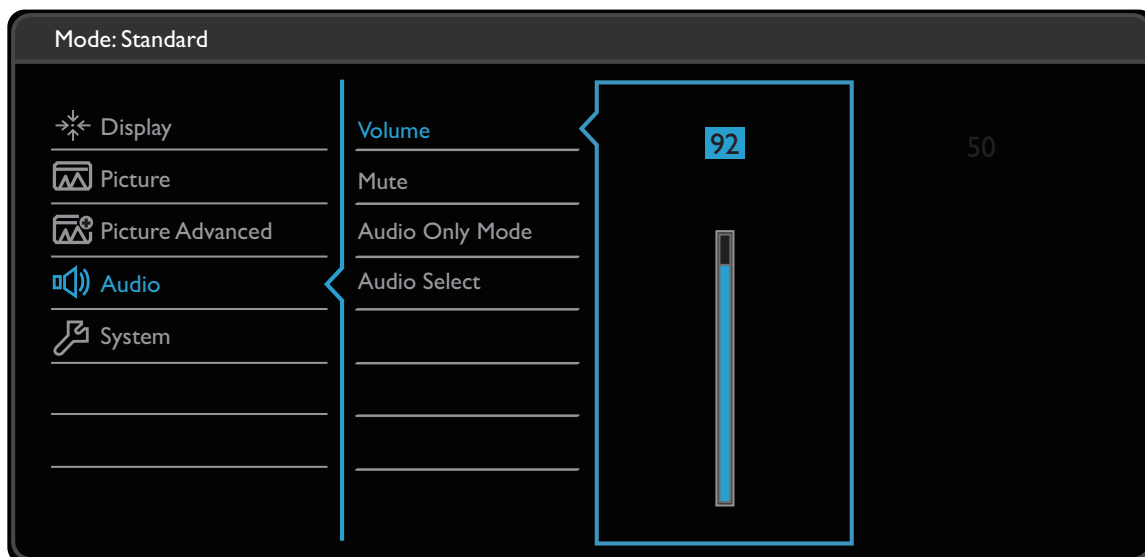 Mode: Standard
Display
Picture
Picture Advanced
Audio
System
Volume
Mute
Audio Only Mode
Audio Select
92
50